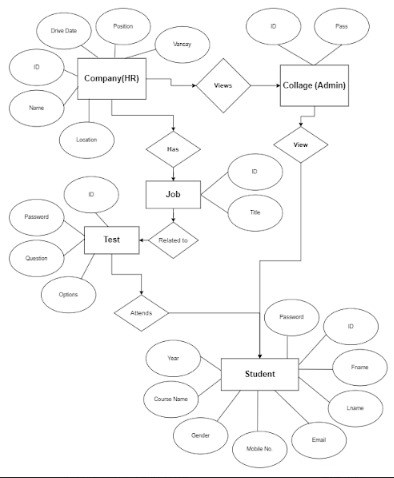 Drive Date
Position
Vancay
ID
Name
Location
Company(HR)
Views
ID
Pass
Collage (Admin)
View
Has
Job
ID
Title
ID
Password
Question
Options
Test
Related to
Attends
Password
ID
Year
Student
Fname
Course Name
Lname
Gender
Mobile No.
Email